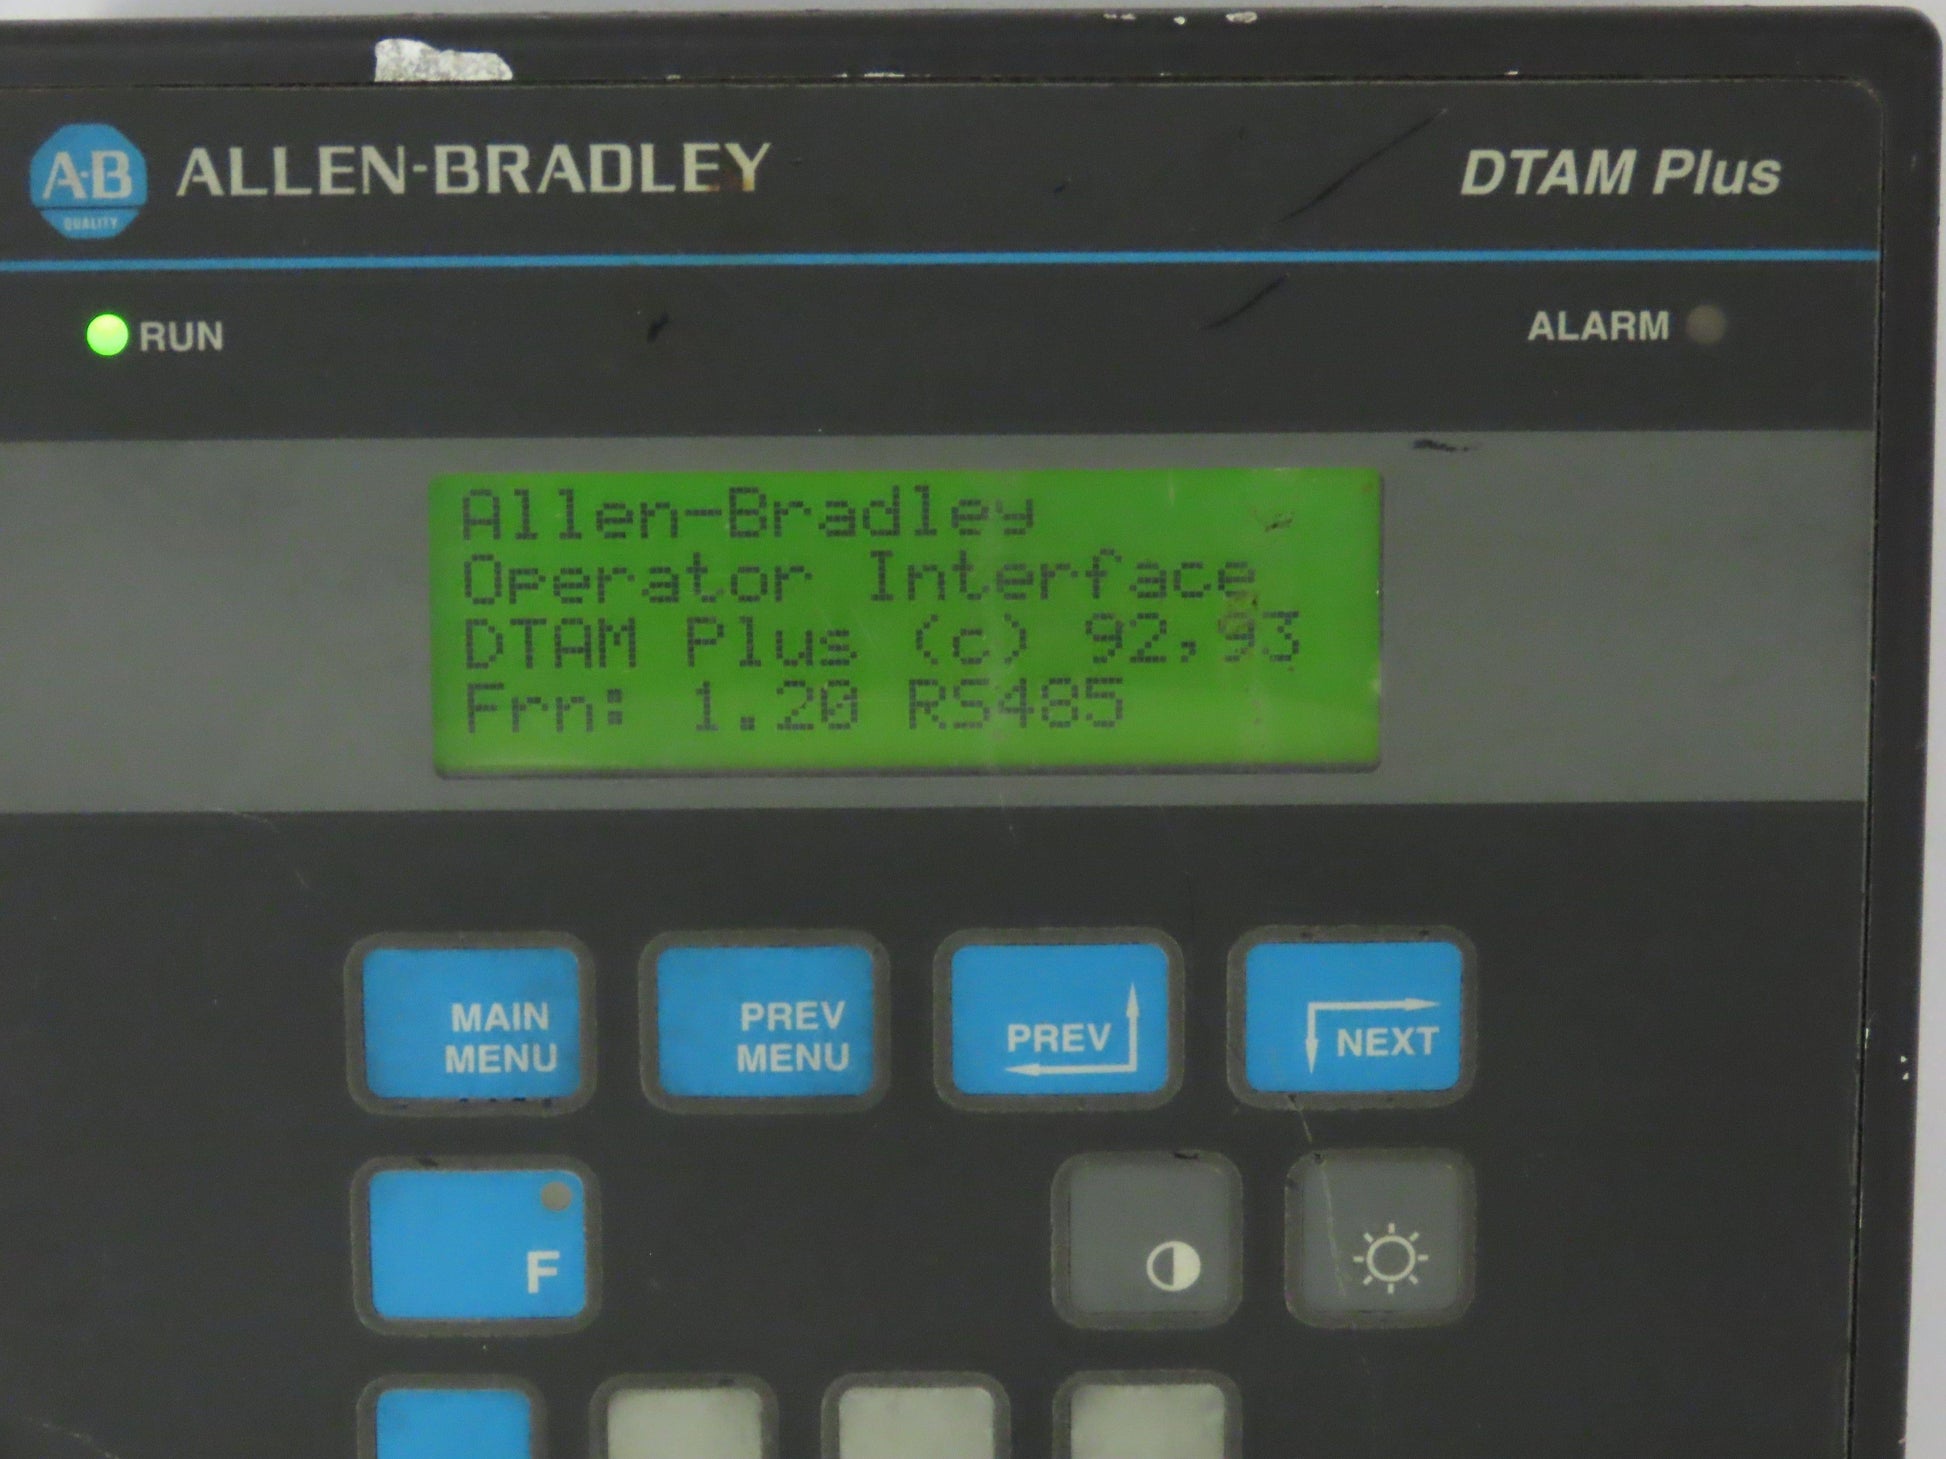 A·B
QUALITY
ALLEN-BRADLEY
DTAM Plus
RUN
ALARM
Allen-Bradley
Operator Interface
DTAM Plus (c) 92,93
Frn: 1.20 RS485
MAIN
MENU
PREV
MENU
PREV
NEXT
F